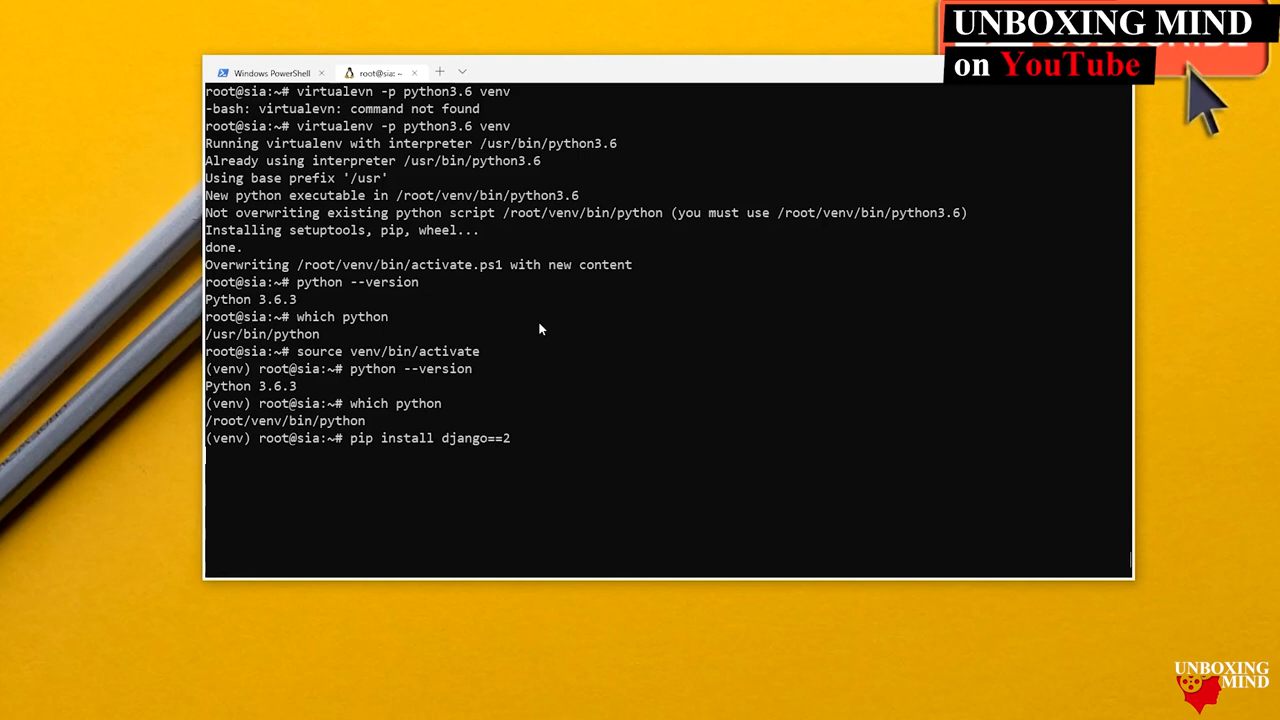 UNBOXING MIND
on YouTube
Windows PowerShell
root@sia: ~
root@sia:~# virtualevn -p python3.6 venv
-bash: virtualevn: command not found
root@sia:~# virtualenv -p python3.6 venv
Running virtualenv with interpreter /usr/bin/python3.6
Already using interpreter /usr/bin/python3.6
Using base prefix '/usr'
New python executable in /root/venv/bin/python3.6
Not overwriting existing python script /root/venv/bin/python (you must use /root/venv/bin/python3.6)
Installing setuptools, pip, wheel...
done.
Overwriting /root/venv/bin/activate.ps1 with new content
root@sia:~# python --version
Python 3.6.3
root@sia:~# which python
/usr/bin/python
root@sia:~# source venv/bin/activate
(venv) root@sia:~# python --version
Python 3.6.3
(venv) root@sia:~# which python
/root/venv/bin/python
(venv) root@sia:~# pip install django==2
UNBOXING
MIND